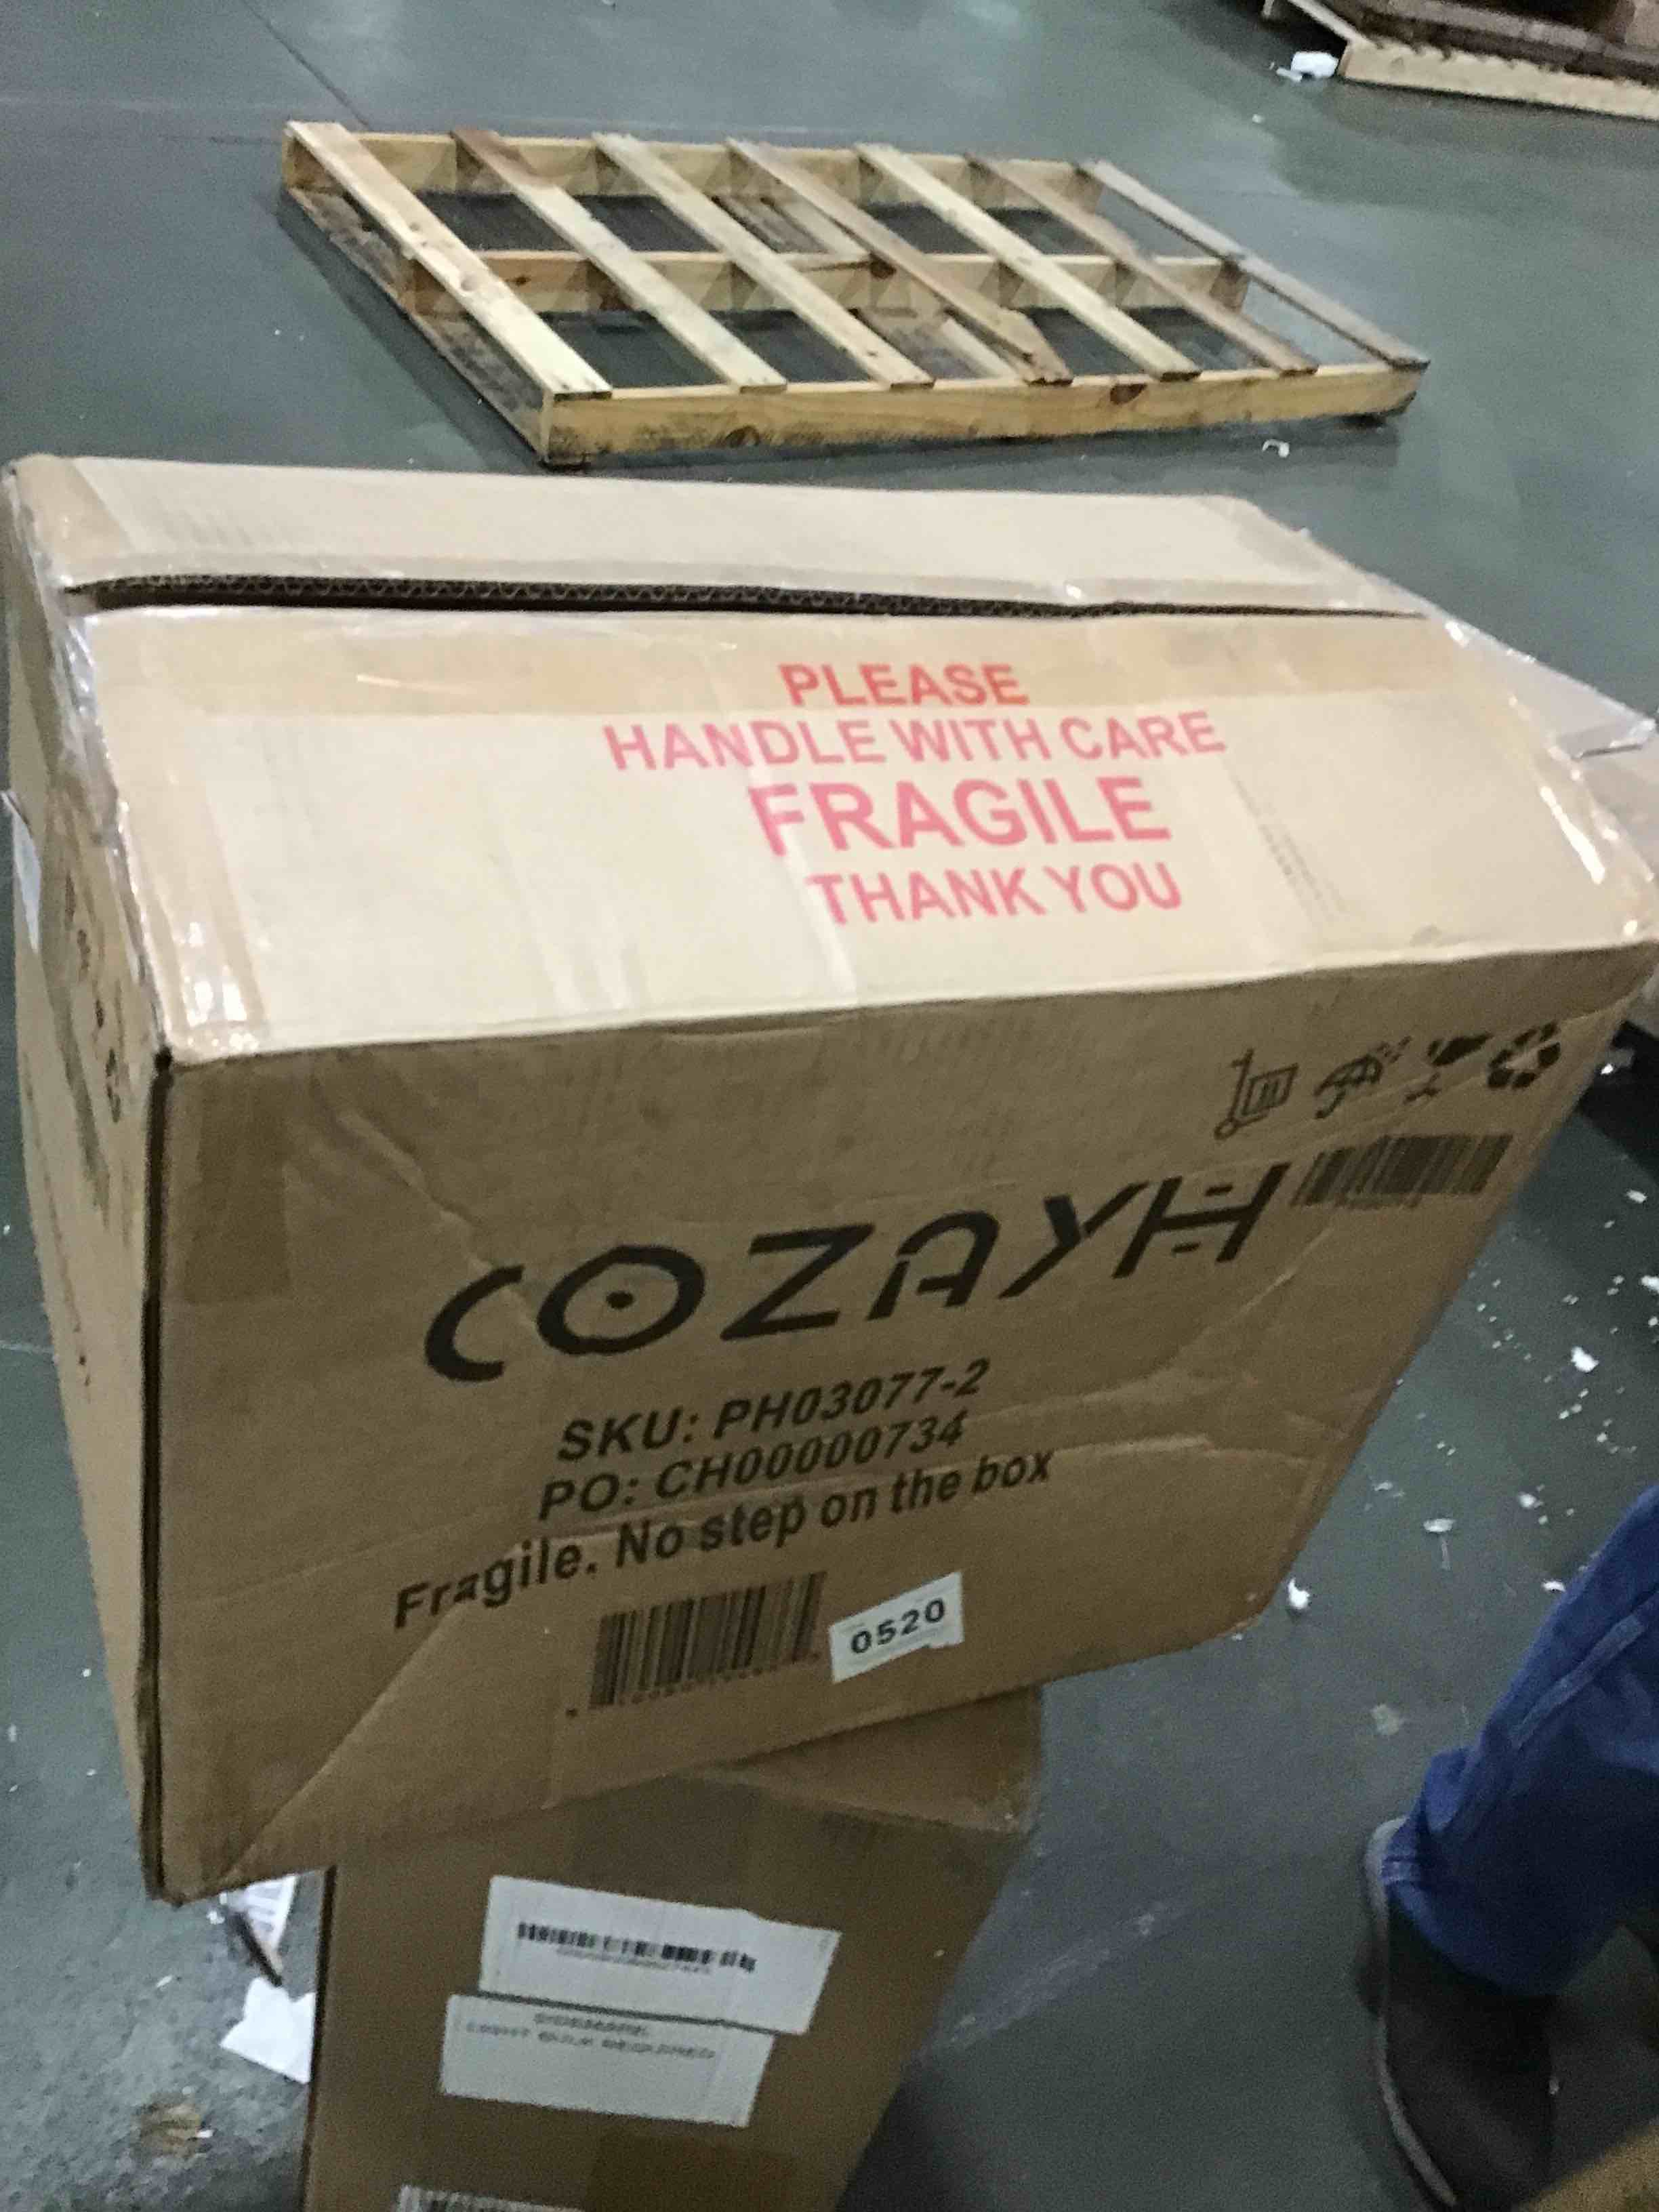 PLEASE
HANDLE WITH CARE
FRAGILE
THANK YOU
COZAYH
SKU: PH03077-2
PO: CH00000734
Fragile. No step on the box
0520